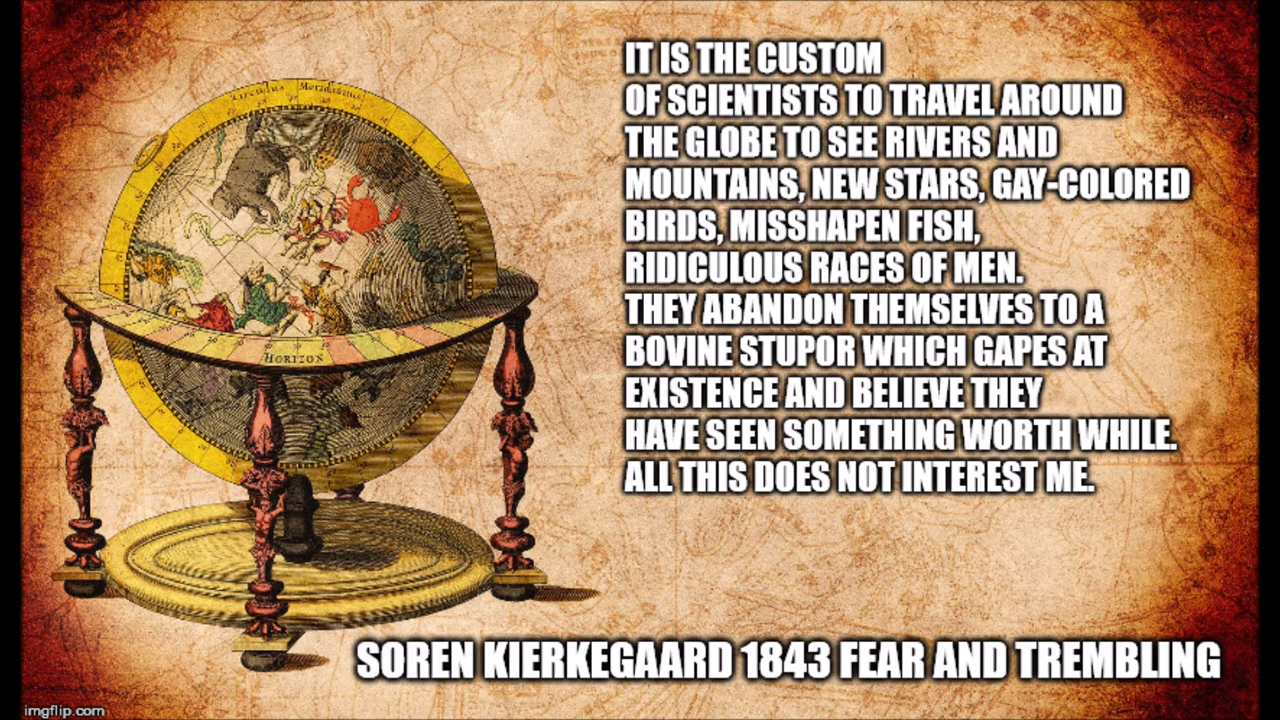 Circulus Meridianus
HORIZON
IT IS THE CUSTOM
OF SCIENTISTS TO TRAVEL AROUND
THE GLOBE TO SEE RIVERS AND
MOUNTAINS, NEW STARS, GAY-COLORED
BIRDS, MISSHAPEN FISH,
RIDICULOUS RACES OF MEN.
THEY ABANDON THEMSELVES TO A
BOVINE STUPOR WHICH GAPES AT
EXISTENCE AND BELIEVE THEY
HAVE SEEN SOMETHING WORTH WHILE.
ALL THIS DOES NOT INTEREST ME.
SOREN KIERKEGAARD 1843 FEAR AND TREMBLING
imgflip.com